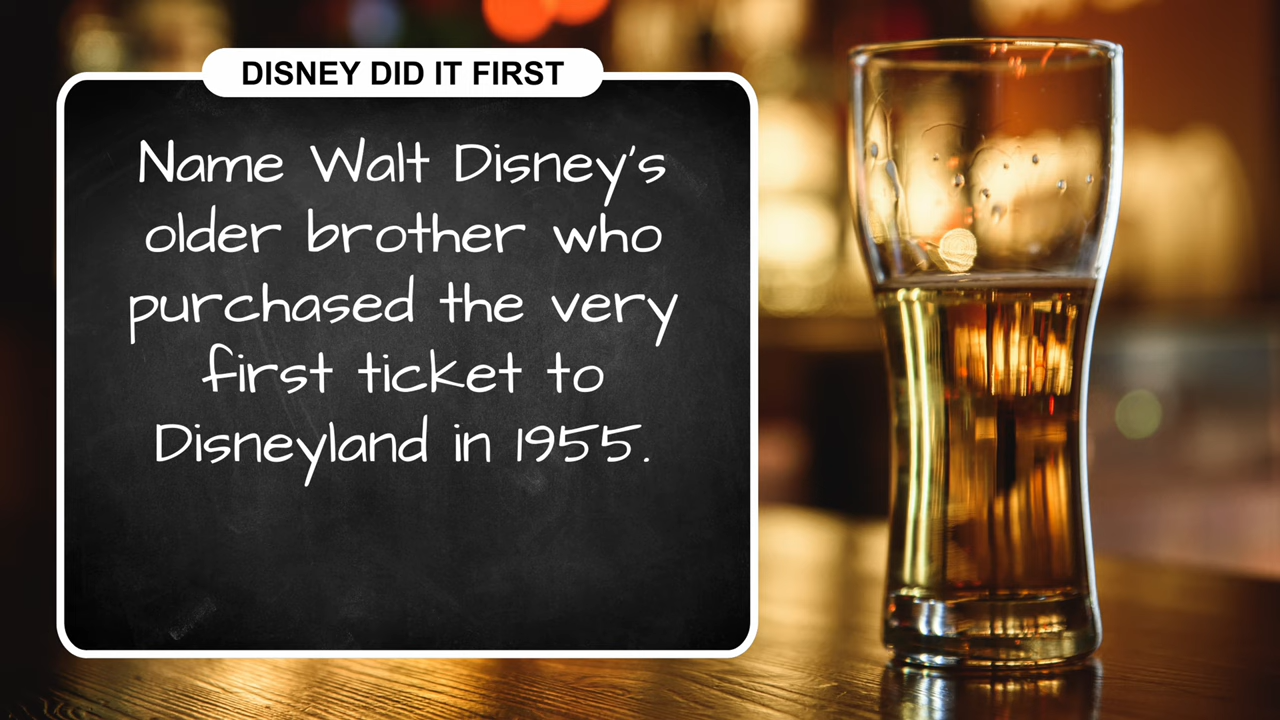 DISNEY DID IT FIRST
Name Walt Disney's
older brother who
purchased the very
first ticket to
Disneyland in 1955.